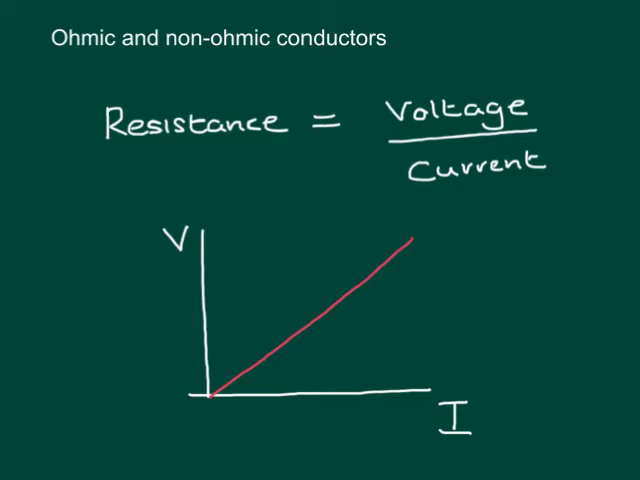 Ohmic and non-ohmic conductors
Resistance = Voltage
Current
V
I